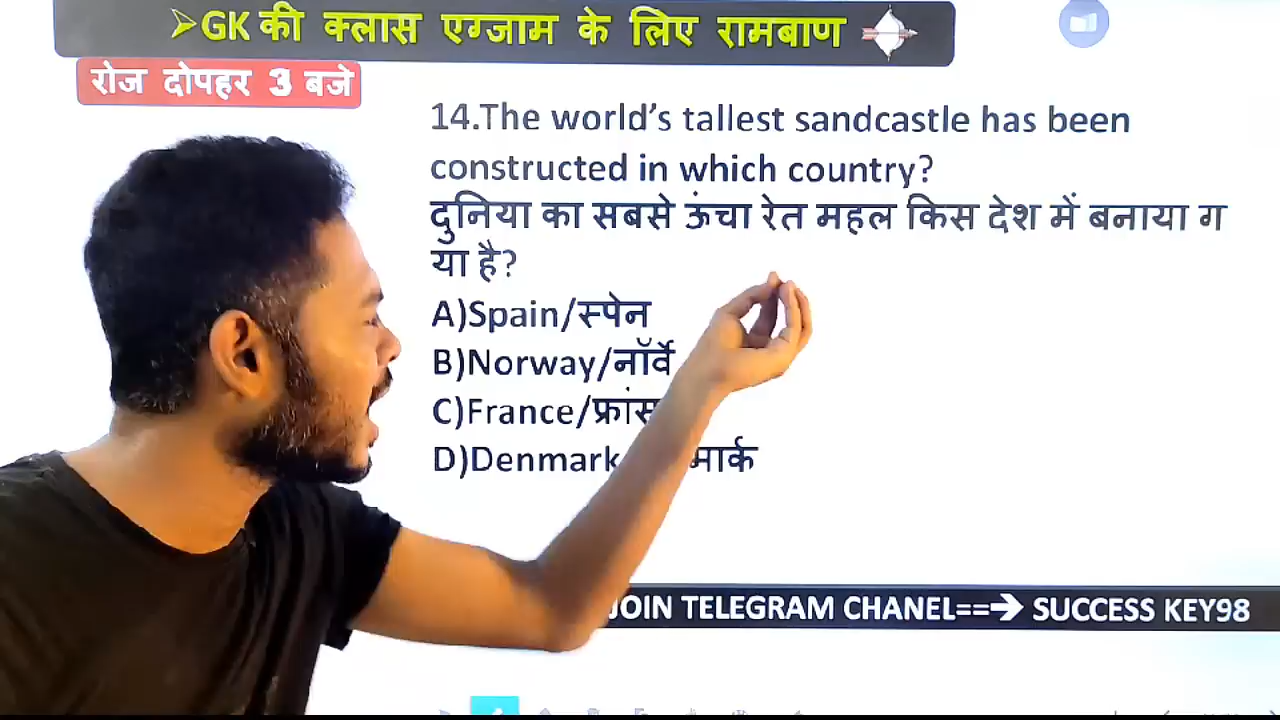 ➢GK की क्लास एग्जाम के लिए रामबाण
रोज दोपहर 3 बजे
14.The world’s tallest sandcastle has been
constructed in which country?
दुनिया का सबसे ऊंचा रेत महल किस देश में बनाया ग
या है?
A)Spain/स्पेन
B)Norway/नॉर्वे
C)France/फ्रांस
D)Denmark
JOIN TELEGRAM CHANEL==➔ SUCCESS KEY98